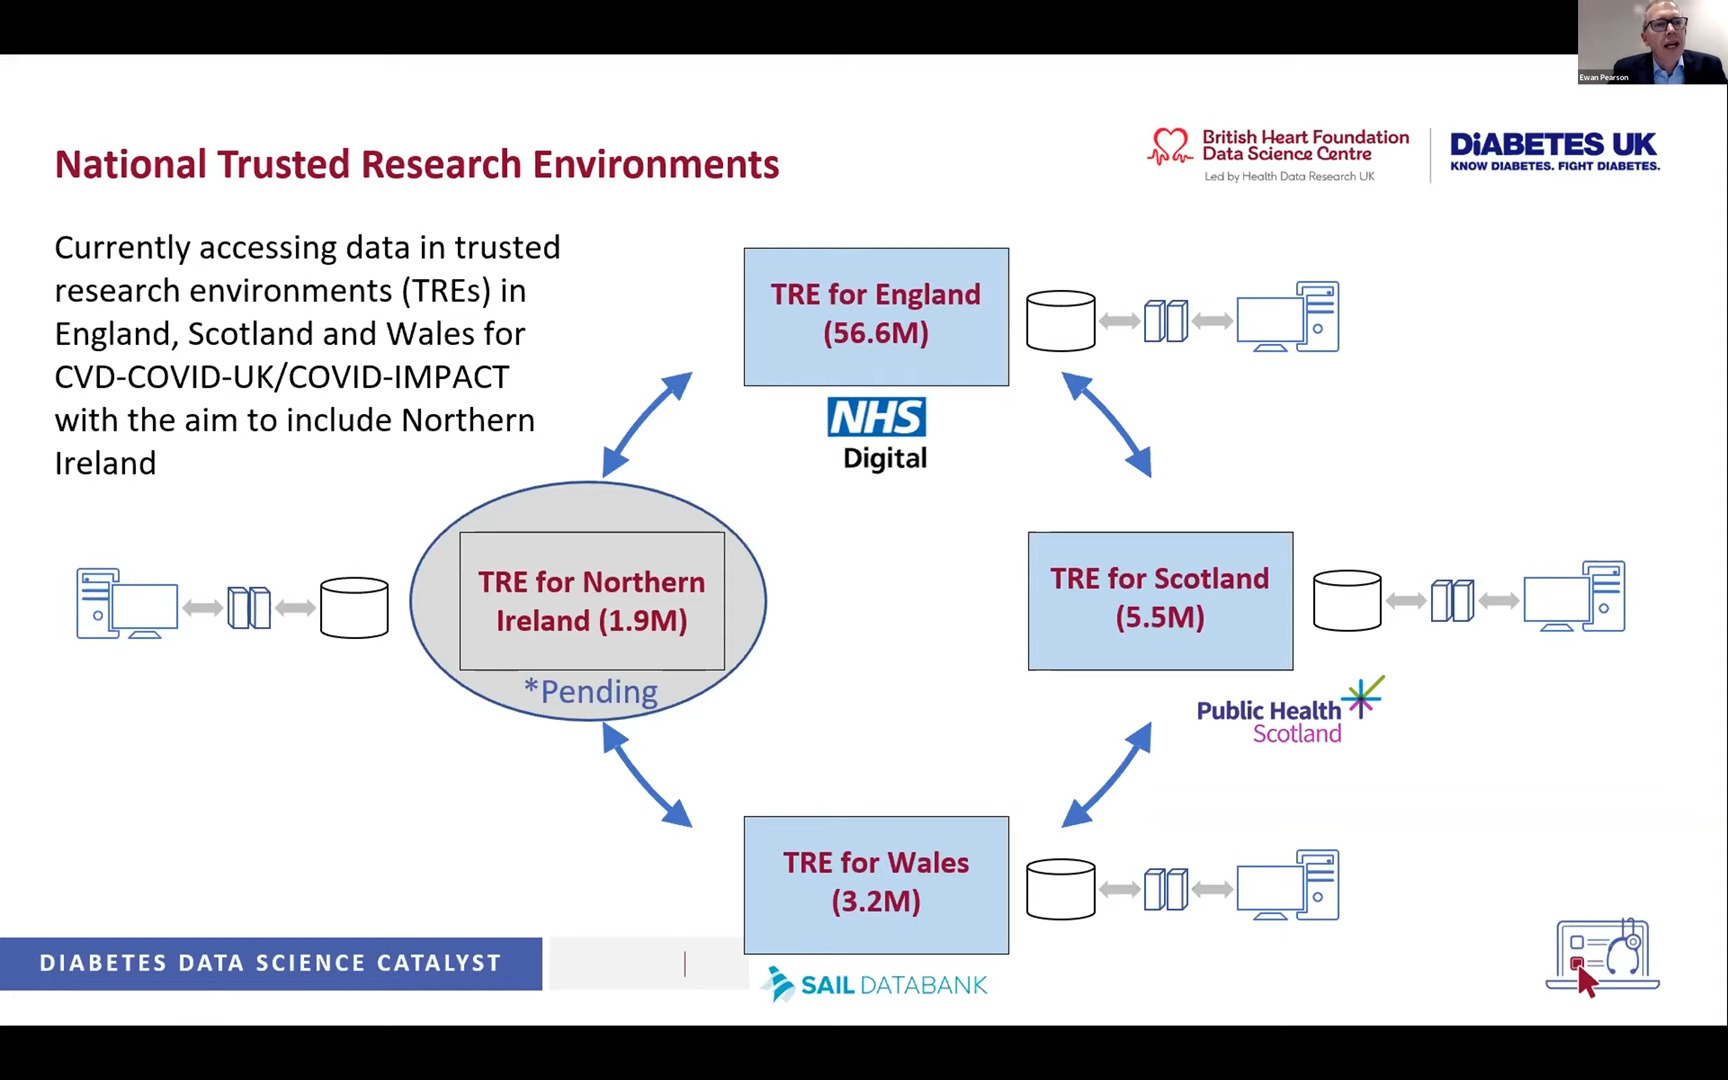 Ewan Pearson
National Trusted Research Environments
British Heart Foundation
Data Science Centre
Led by Health Data Research UK
DiABETES UK
KNOW DIABETES. FIGHT DIABETES.
Currently accessing data in trusted
research environments (TREs) in
England, Scotland and Wales for
CVD-COVID-UK/COVID-IMPACT
with the aim to include Northern
Ireland
TRE for England
(56.6M)
NHS
Digital
TRE for Northern
Ireland (1.9M)
*Pending
TRE for Scotland
(5.5M)
Public Health
Scotland
TRE for Wales
(3.2M)
SAIL DATABANK
DIABETES DATA SCIENCE CATALYST